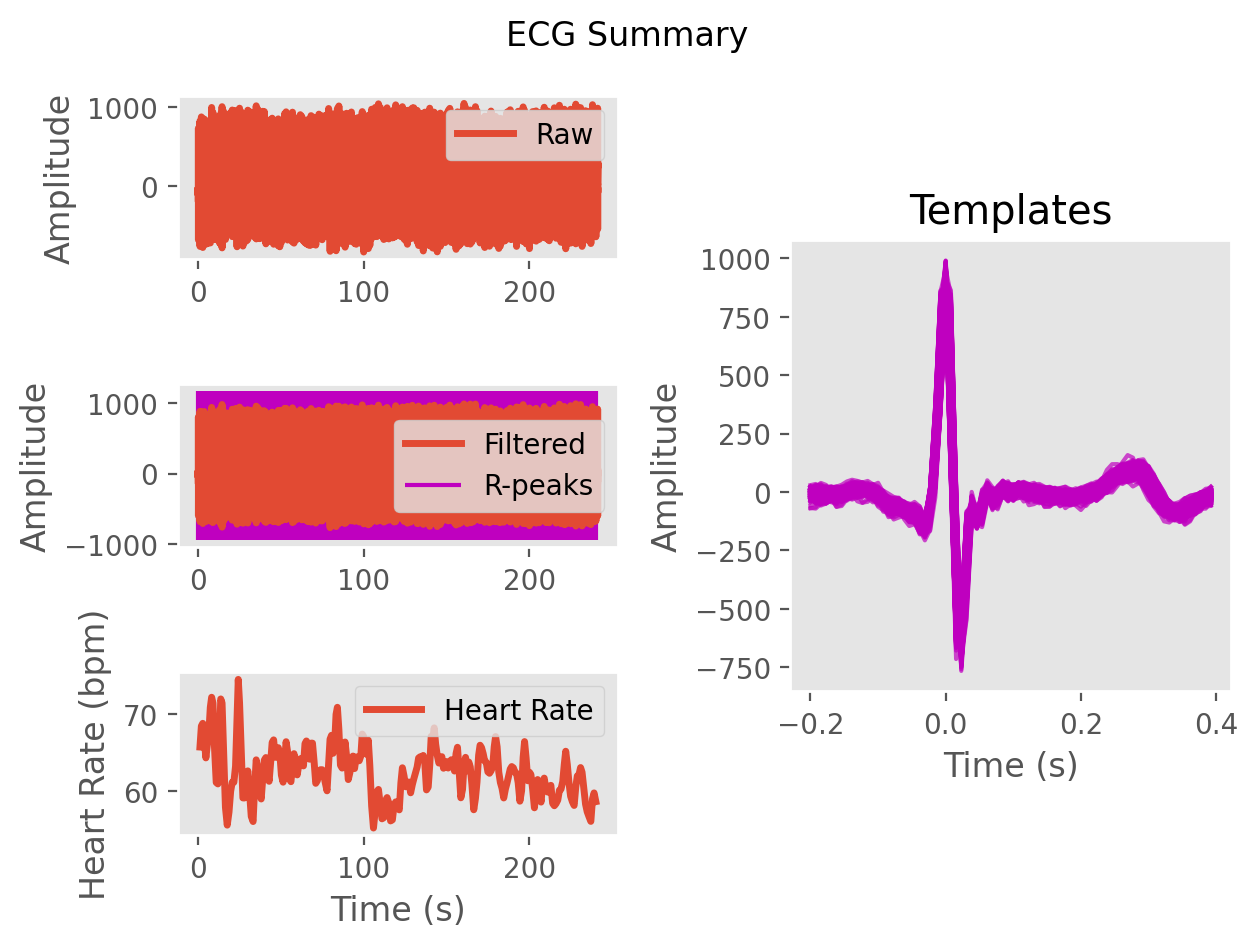 ECG Summary
Amplitude
1000
0
Raw
0 100 200
Amplitude
1000
0
−1000
Filtered
R-peaks
0 100 200
Heart Rate (bpm)
70
60
Heart Rate
0 100 200
Time (s)
Templates
Amplitude
1000
750
500
250
0
−250
−500
−750
−0.2 0.0 0.2 0.4
Time (s)